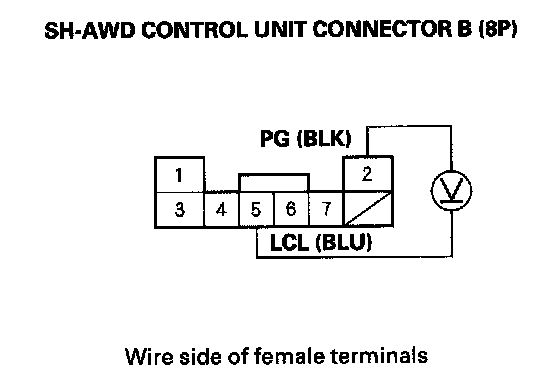 SH-AWD CONTROL UNIT CONNECTOR B (8P)
PG (BLK)
1 2
3 4 5 6 7
V
LCL (BLU)
Wire side of female terminals